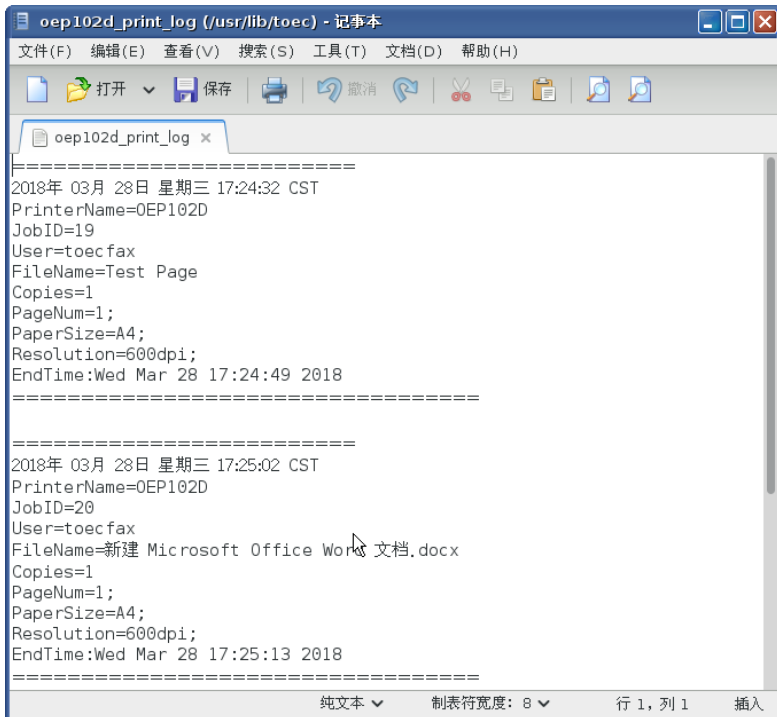 oep102d_print_log (/usr/lib/toec) - 记事本
文件(F) 编辑(E) 查看(V) 搜索(S) 工具(T) 文档(D) 帮助(H)
打开 保存 撤消
oep102d_print_log ×
=========================
2018年 03月 28日 星期三 17:24:32 CST
PrinterName=OEP102D
JobID=19
User=toecfax
FileName=Test Page
Copies=1
PageNum=1;
PaperSize=A4;
Resolution=600dpi;
EndTime:Wed Mar 28 17:24:49 2018
==================================
=========================
2018年 03月 28日 星期三 17:25:02 CST
PrinterName=OEP102D
JobID=20
User=toecfax
FileName=新建 Microsoft Office Word 文档.docx
Copies=1
PageNum=1;
PaperSize=A4;
Resolution=600dpi;
EndTime:Wed Mar 28 17:25:13 2018
==================================
纯文本 制表符宽度: 8 行 1, 列 1 插入